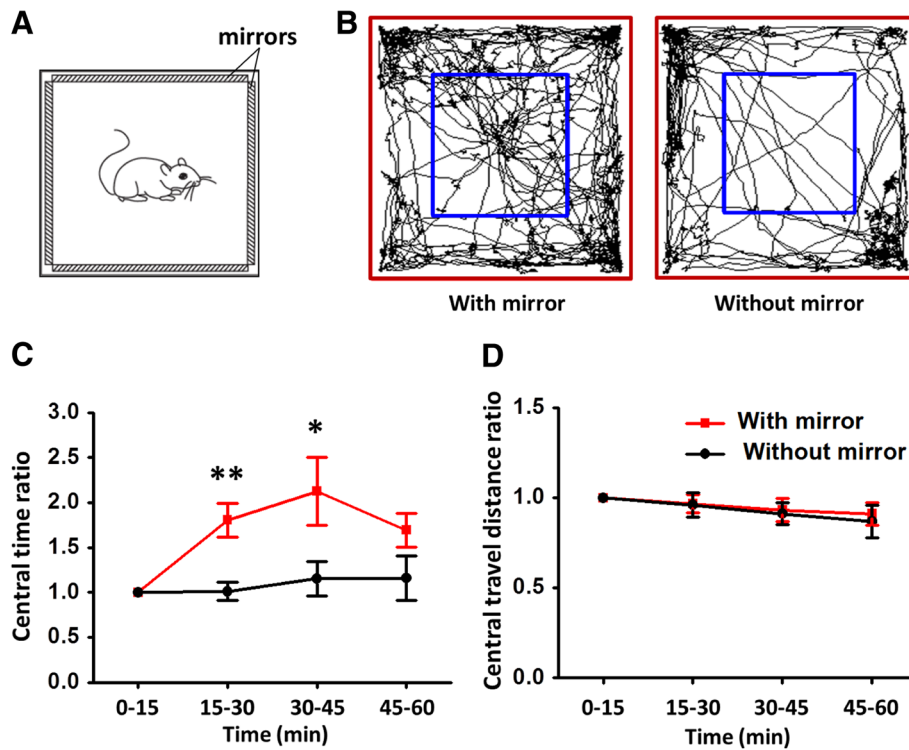 A
mirrors
B
With mirror
Without mirror
C
Central time ratio
3.0
2.5
2.0
1.5
1.0
0.5
0.0
**
*
0-15
15-30
30-45
45-60
Time (min)
D
Central travel distance ratio
1.5
1.0
0.5
0.0
With mirror
Without mirror
0-15
15-30
30-45
45-60
Time (min)